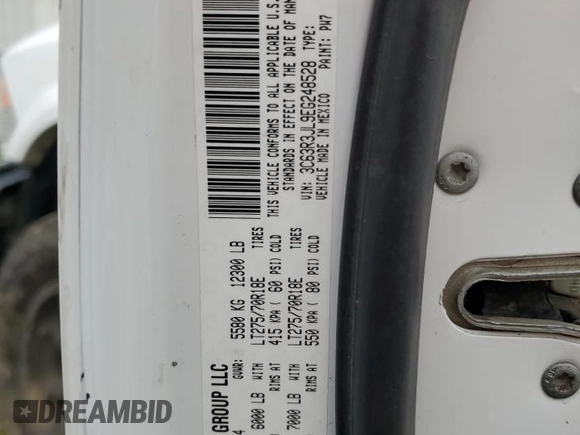 GROUP LLC
4 GVWR: 5580 KG 12300 LB
6000 LB WITH LT275/70R18E TIRES
RIMS AT 415 KPA ( 60 PSI) COLD
7000 LB WITH LT275/70R18E TIRES
RIMS AT 550 KPA ( 80 PSI) COLD
THIS VEHICLE CONFORMS TO ALL APPLICABLE U.S.
STANDARDS IN EFFECT ON THE DATE OF MAN
VIN: 3C63R3JL9EG248528 TYPE:
VEHICLE MADE IN MEXICO PAINT: PW7
DREAMBID